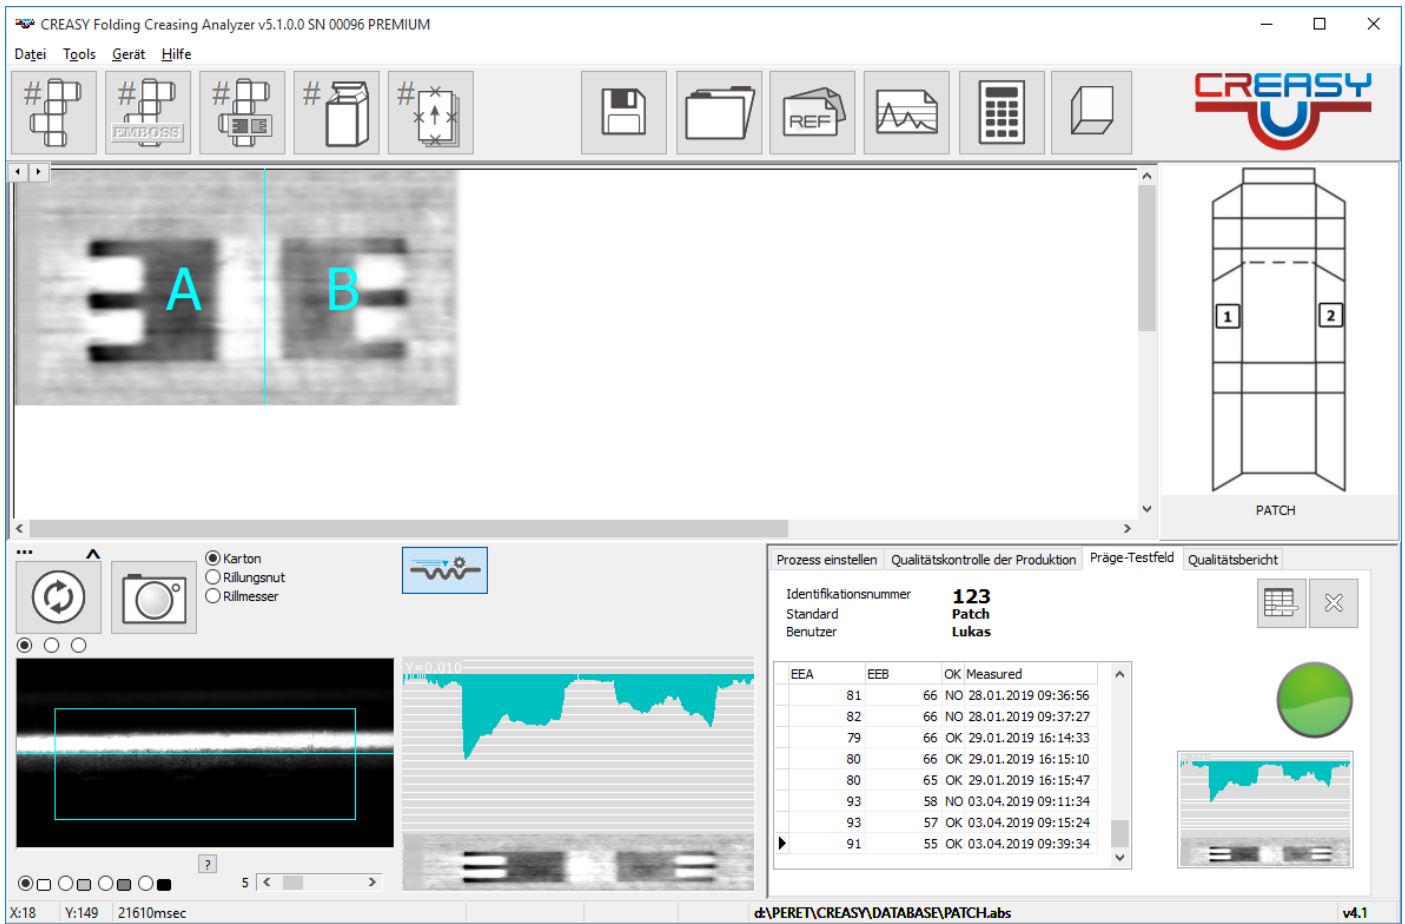 CREASY Folding Creasing Analyzer v5.1.0.0 SN 00096 PREMIUM
Datei Tools Gerät Hilfe
# # # # #
EMBOSS
REF
CREASY
A B
1 2
PATCH
Karton
Rillungsnut
Rillmesser
Y=0.010
?
5
Prozess einstellen Qualitätskontrolle der Produktion Präge-Testfeld Qualitätsbericht
Identifikationsnummer 123
Standard Patch
Benutzer Lukas
EEA EEB OK Measured
81 66 NO 28.01.2019 09:36:56
82 66 NO 28.01.2019 09:37:27
79 66 OK 29.01.2019 16:14:33
80 66 OK 29.01.2019 16:15:10
80 65 OK 29.01.2019 16:15:47
93 58 NO 03.04.2019 09:11:34
93 57 OK 03.04.2019 09:15:24
91 55 OK 03.04.2019 09:39:34
X:18 Y:149 21610msec d:\PERET\CREASY\DATABASE\PATCH.abs v4.1